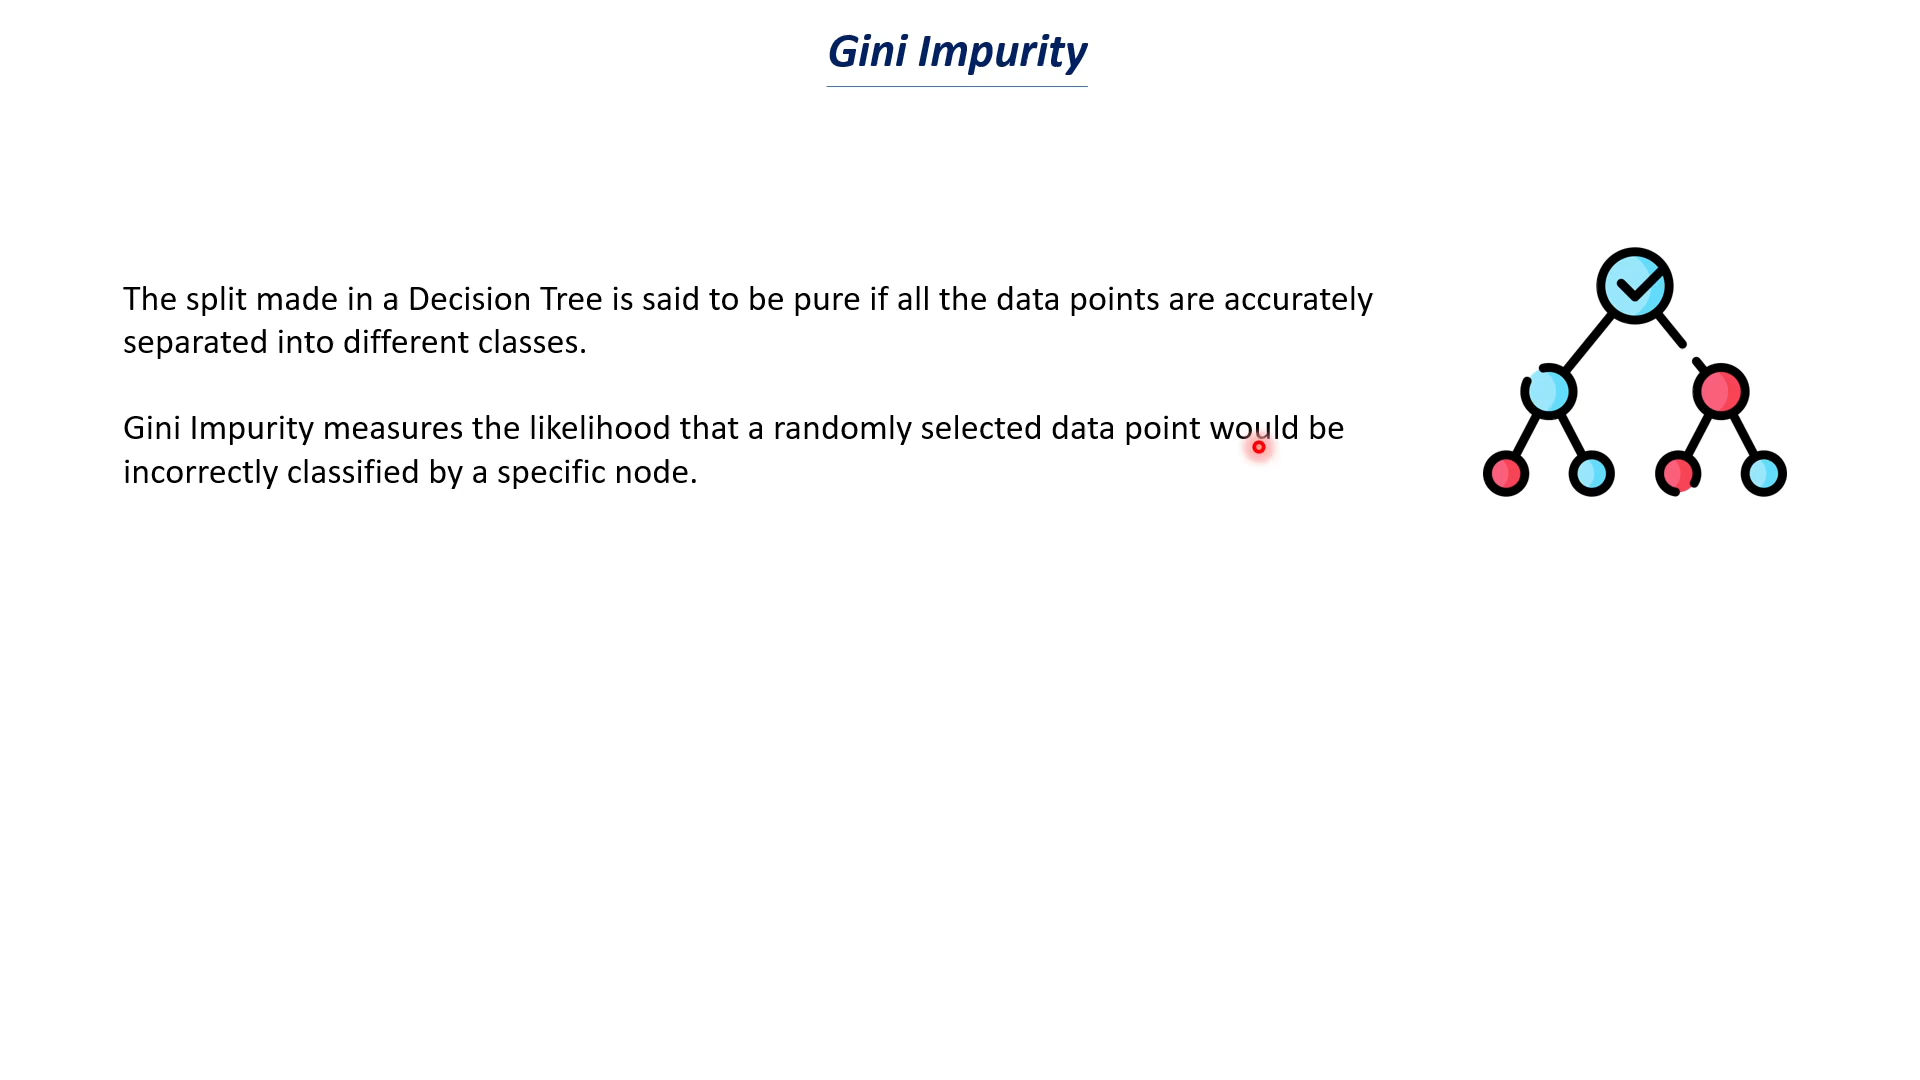 Gini Impurity
The split made in a Decision Tree is said to be pure if all the data points are accurately
separated into different classes.
Gini Impurity measures the likelihood that a randomly selected data point would be
incorrectly classified by a specific node.